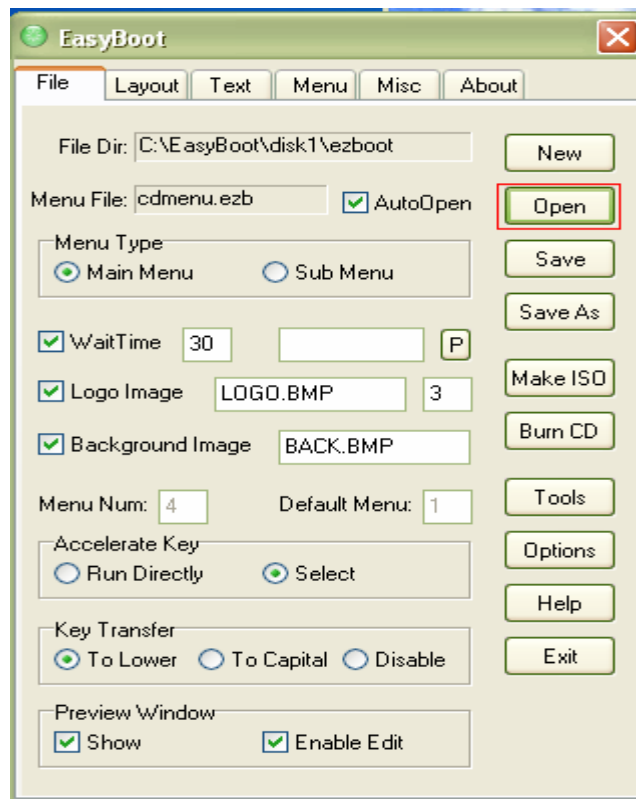 EasyBoot
File Layout Text Menu Misc About
File Dir: C:\EasyBoot\disk1\ezboot
New
Menu File: cdmenu.ezb AutoOpen
Open
Menu Type
Main Menu Sub Menu
Save
Save As
WaitTime 30 P
Logo Image LOGO.BMP 3
Make ISO
Background Image BACK.BMP
Burn CD
Menu Num: 4 Default Menu: 1
Tools
Accelerate Key
Run Directly Select
Options
Help
Key Transfer
To Lower To Capital Disable
Exit
Preview Window
Show Enable Edit